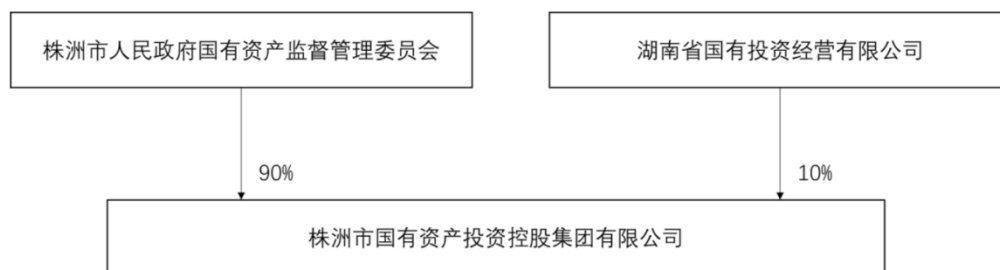 株洲市人民政府国有资产监督管理委员会
湖南省国有投资经营有限公司
90%
10%
株洲市国有资产投资控股集团有限公司